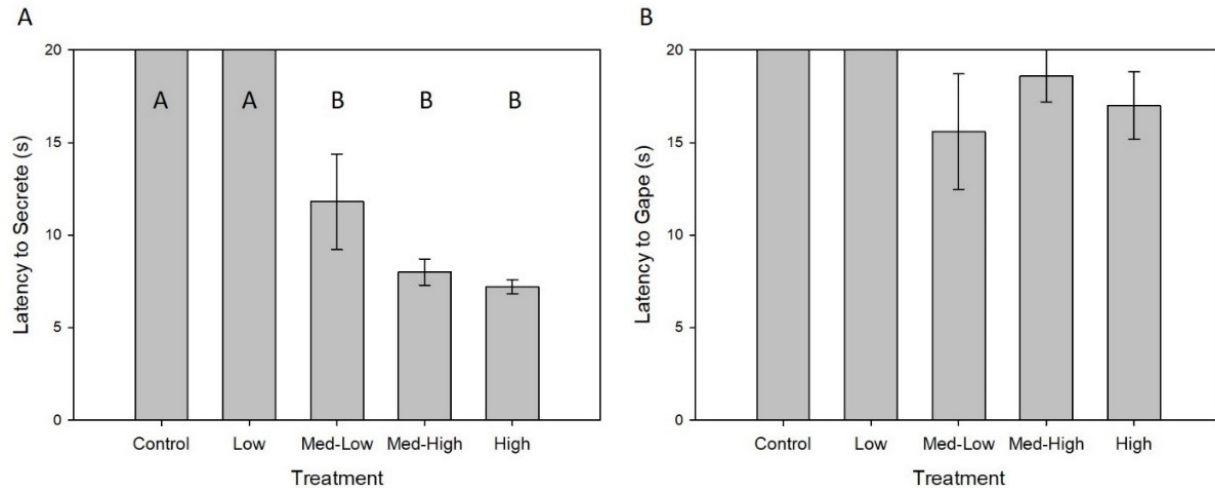 A
Latency to Secrete (s)
20
15
10
5
0
A A B B B
Control Low Med-Low Med-High High
Treatment
B
Latency to Gape (s)
20
15
10
5
0
Control Low Med-Low Med-High High
Treatment